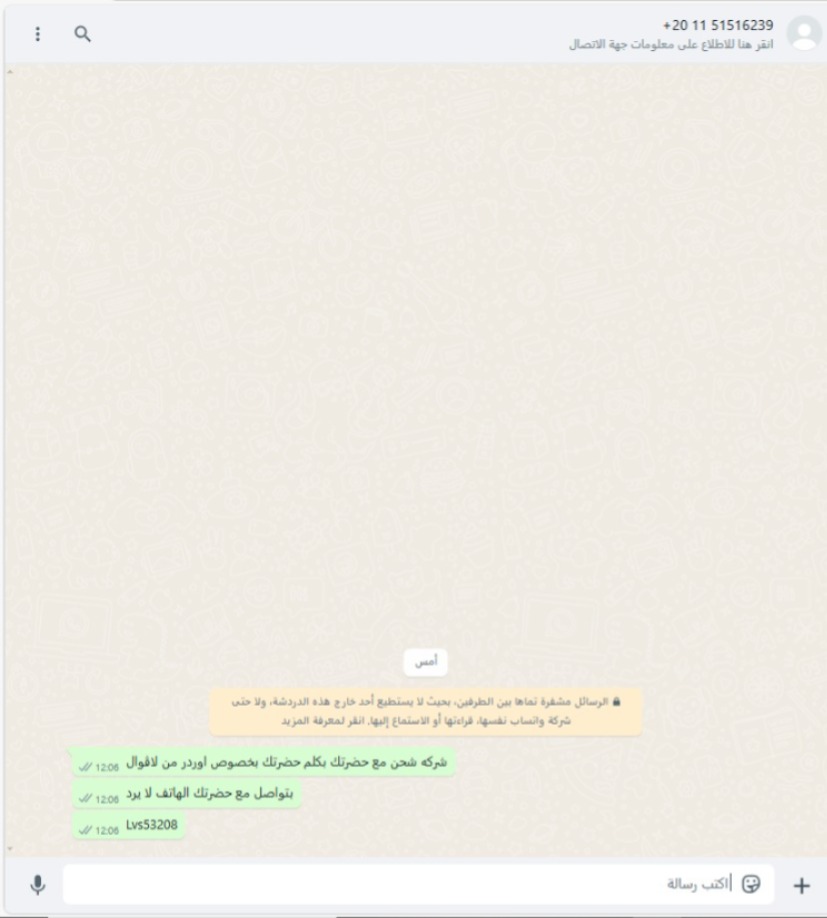 +20 11 51516239
انقر هنا للاطلاع على معلومات جهة الاتصال
أمس
الرسائل مشفرة تمامًا بين الطرفين، بحيث لا يستطيع أحد خارج هذه الدردشة، ولا حتى
شركة واتساب نفسها، قراءتها أو الاستماع إليها. انقر لمعرفة المزيد
شركه شحن مع حضرتك بكلم حضرتك بخصوص اوردر من لاڤوال
12:06
بتواصل مع حضرتك الهاتف لا يرد
12:06
Lvs53208
12:06
اكتب رسالة